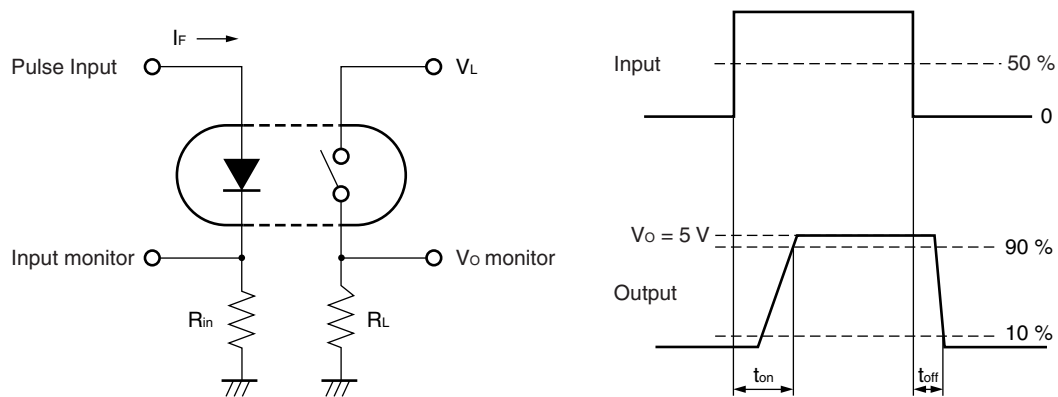 IF
Pulse Input
VL
Input monitor
VO monitor
Rin
RL
Input
50 %
0
VO = 5 V
90 %
Output
10 %
ton
toff